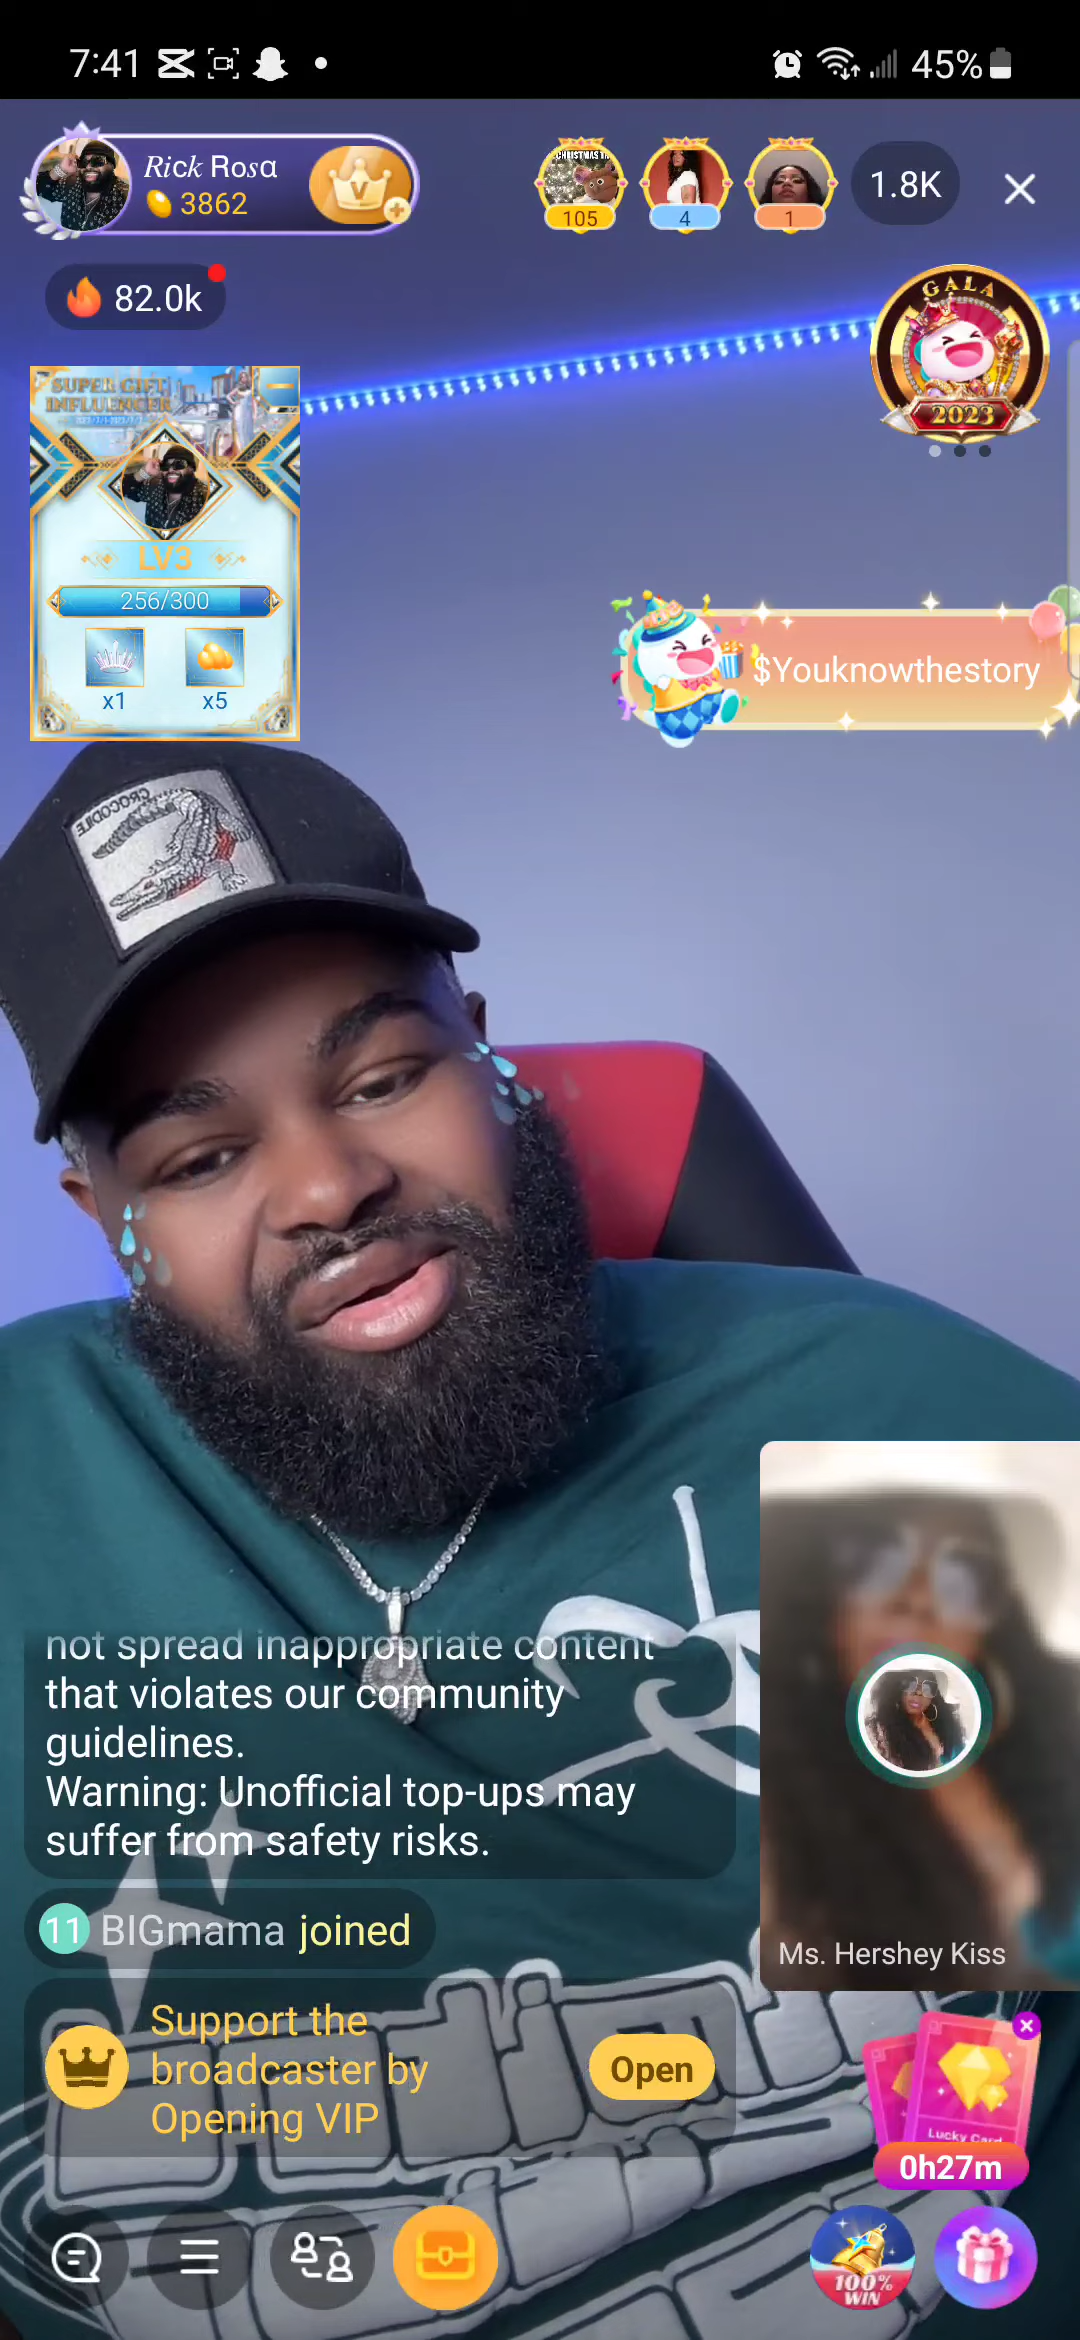 7:41
45%
Rick Rosa
3862
105
4
1
1.8K
82.0k
GALA
2023
SUPER GIFT
INFLUENCER
LV3
256/300
x1
x5
$Youknowthestory
CROCODILE
not spread inappropriate content
that violates our community
guidelines.
Warning: Unofficial top-ups may
suffer from safety risks.
11 BIGmama joined
Ms. Hershey Kiss
Support the
broadcaster by
Opening VIP
Open
Lucky Card
0h27m
100%
WIN